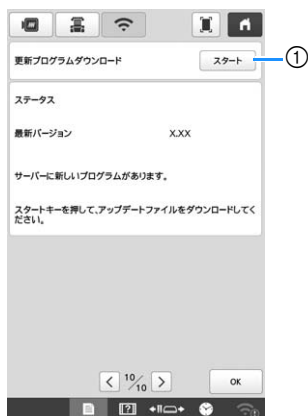 更新プログラムダウンロード
スタート
①
ステータス
最新バージョン X.XX
サーバーに新しいプログラムがあります。
スタートキーを押して、アップデートファイルをダウンロードしてく
ださい。
10/10
OK